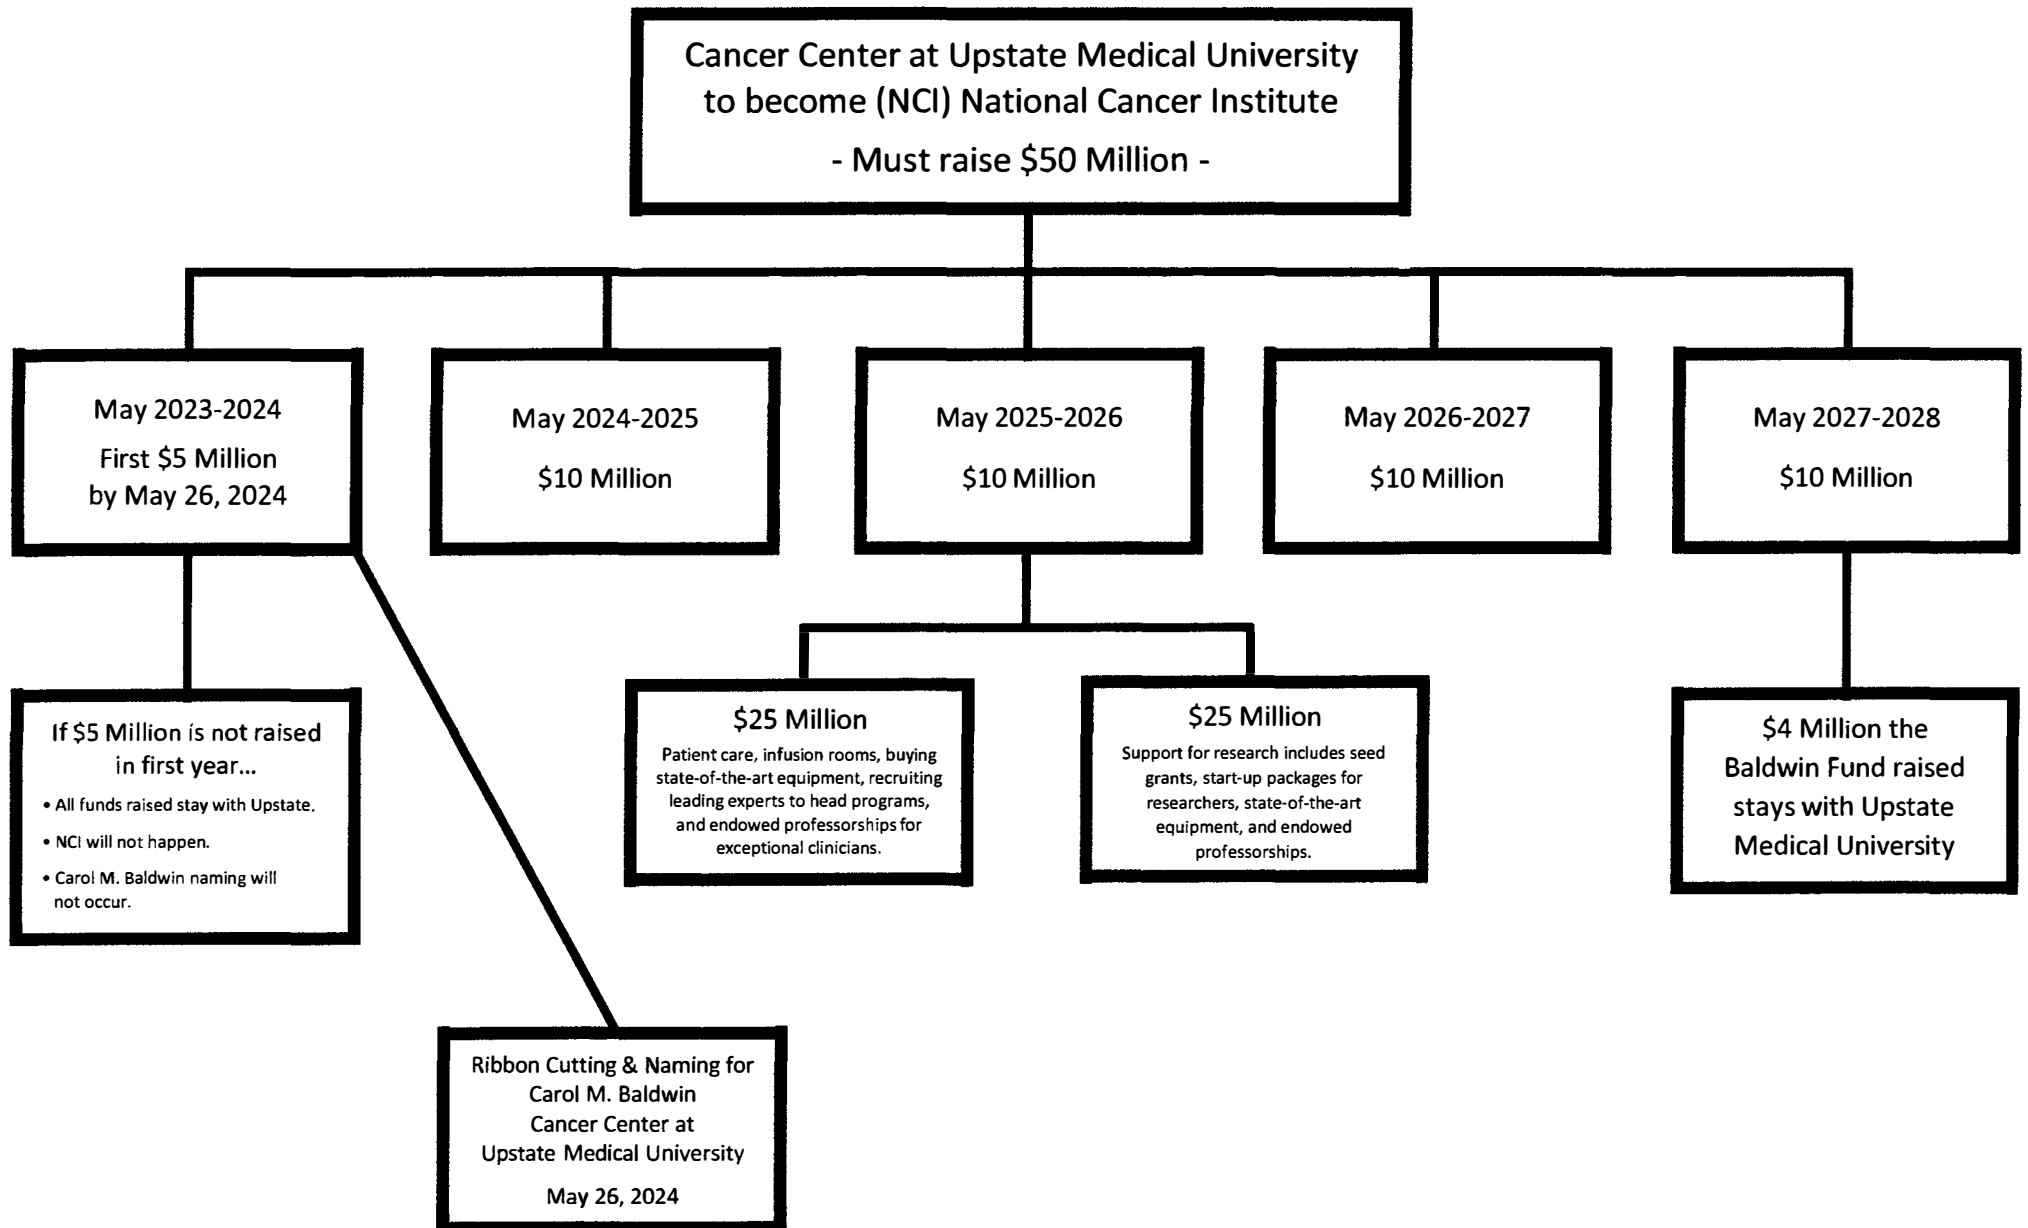 Cancer Center at Upstate Medical University
to become (NCI) National Cancer Institute
- Must raise $50 Million -
May 2023-2024
First $5 Million
by May 26, 2024
May 2024-2025
$10 Million
May 2025-2026
$10 Million
May 2026-2027
$10 Million
May 2027-2028
$10 Million
If $5 Million is not raised
in first year...
• All funds raised stay with Upstate.
• NCI will not happen.
• Carol M. Baldwin naming will
not occur.
$25 Million
Patient care, infusion rooms, buying
state-of-the-art equipment, recruiting
leading experts to head programs,
and endowed professorships for
exceptional clinicians.
$25 Million
Support for research includes seed
grants, start-up packages for
researchers, state-of-the-art
equipment, and endowed
professorships.
$4 Million the
Baldwin Fund raised
stays with Upstate
Medical University
Ribbon Cutting & Naming for
Carol M. Baldwin
Cancer Center at
Upstate Medical University
May 26, 2024